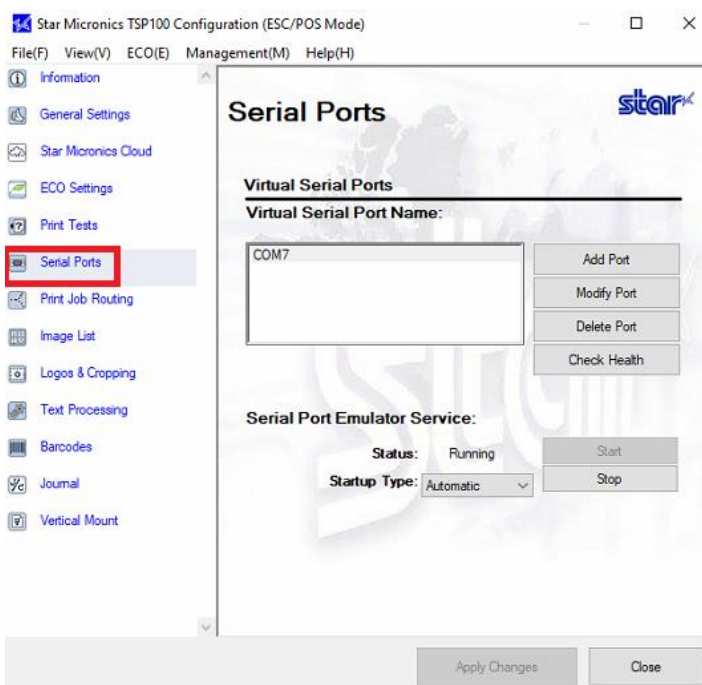 Star Micronics TSP100 Configuration (ESC/POS Mode)
File(F) View(V) ECO(E) Management(M) Help(H)
Information
General Settings
Star Micronics Cloud
ECO Settings
Print Tests
Serial Ports
Print Job Routing
Image List
Logos & Cropping
Text Processing
Barcodes
Journal
Vertical Mount
Serial Ports
star
Virtual Serial Ports
Virtual Serial Port Name:
COM7
Add Port
Modify Port
Delete Port
Check Health
Serial Port Emulator Service:
Status: Running
Start
Startup Type: Automatic
Stop
Apply Changes
Close